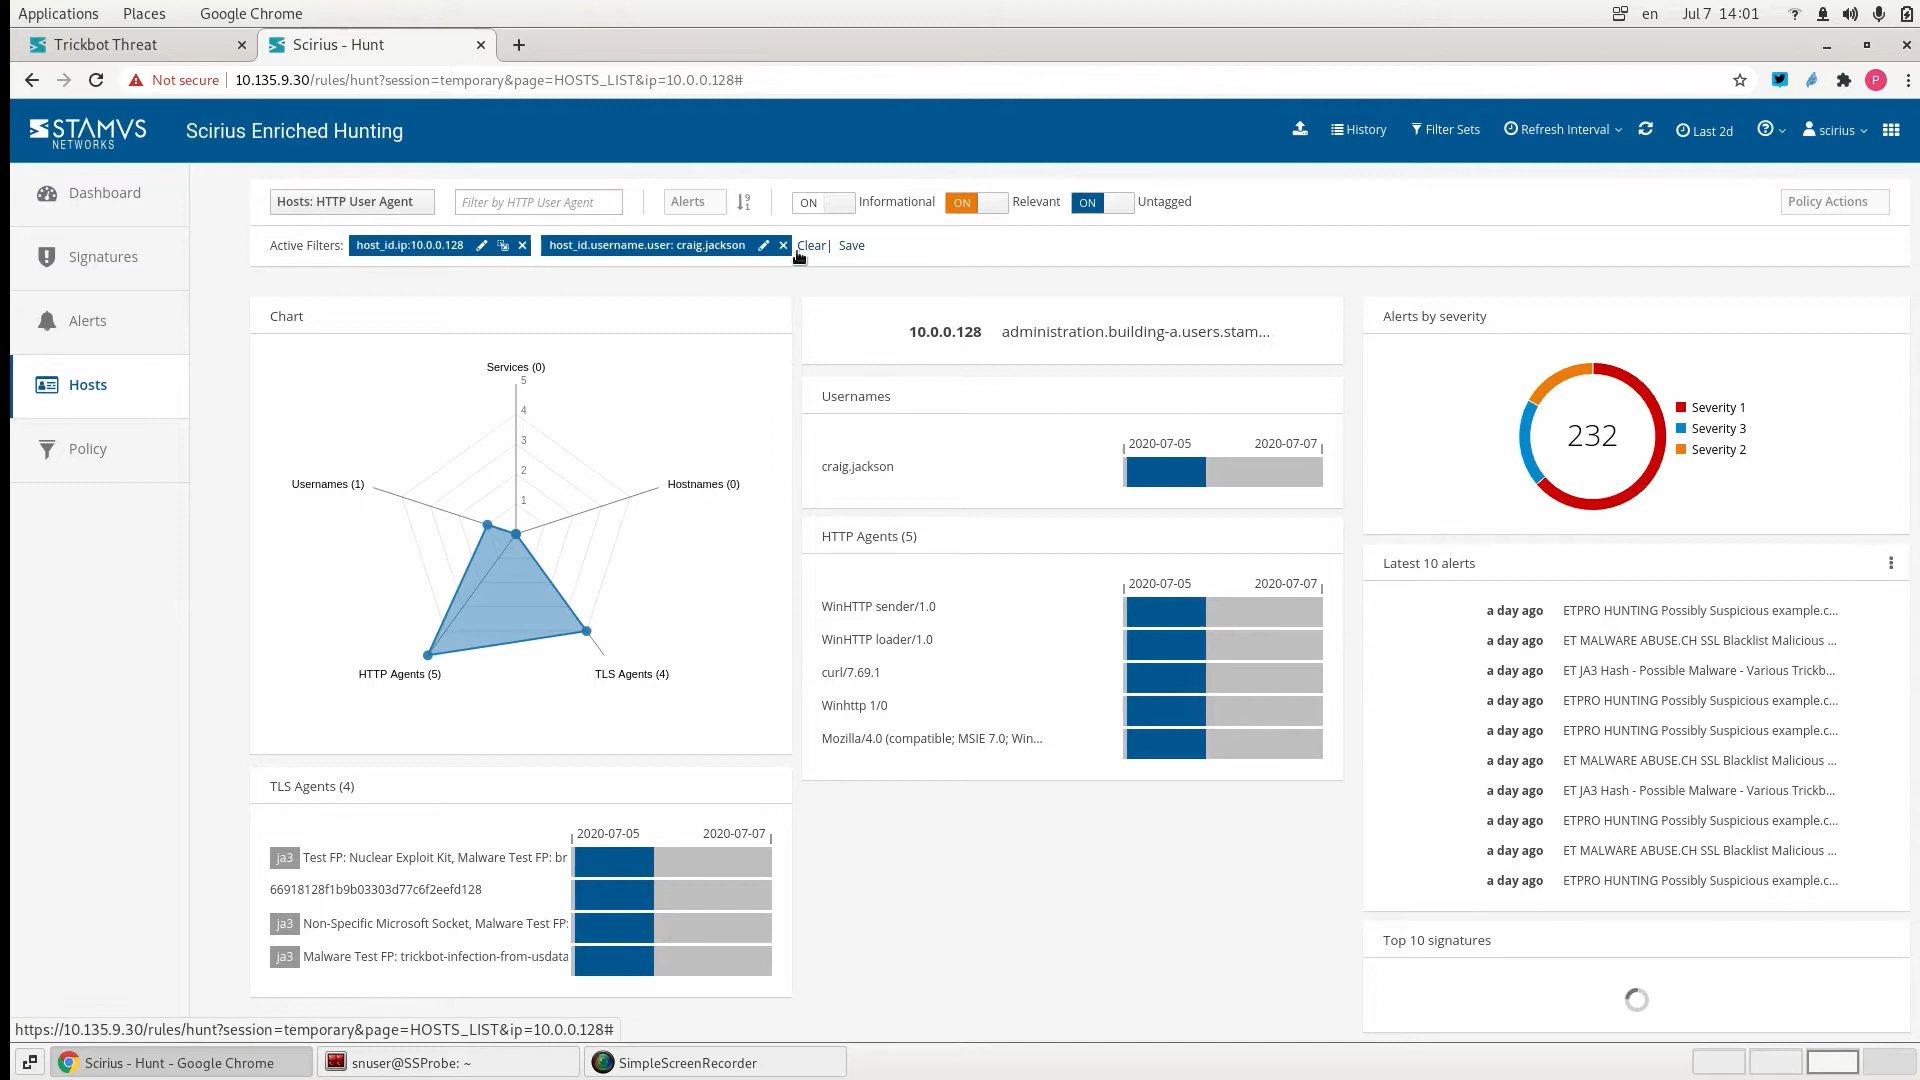 Applications Places Google Chrome en Jul 7 14:01
Trickbot Threat Scirius - Hunt
Not secure 10.135.9.30/rules/hunt?session=temporary&page=HOSTS_LIST&ip=10.0.0.128# P
STAMVS NETWORKS Scirius Enriched Hunting History Filter Sets Refresh Interval Last 2d scirius
Dashboard
Signatures
Alerts
Hosts
Policy
Hosts: HTTP User Agent Filter by HTTP User Agent Alerts ON Informational ON Relevant ON Untagged Policy Actions
Active Filters: host_id.ip:10.0.0.128 host_id.username.user: craig.jackson Clear| Save
Chart
Services (0)
5
4
3
2
1
Usernames (1)
Hostnames (0)
HTTP Agents (5)
TLS Agents (4)
TLS Agents (4)
2020-07-05 2020-07-07
ja3 Test FP: Nuclear Exploit Kit, Malware Test FP: br
66918128f1b9b03303d77c6f2eefd128
ja3 Non-Specific Microsoft Socket, Malware Test FP:
ja3 Malware Test FP: trickbot-infection-from-usdata
10.0.0.128 administration.building-a.users.stam...
Usernames
2020-07-05 2020-07-07
craig.jackson
HTTP Agents (5)
2020-07-05 2020-07-07
WinHTTP sender/1.0
WinHTTP loader/1.0
curl/7.69.1
Winhttp 1/0
Mozilla/4.0 (compatible; MSIE 7.0; Win...
Alerts by severity
232
Severity 1
Severity 3
Severity 2
Latest 10 alerts
a day ago ETPRO HUNTING Possibly Suspicious example.c...
a day ago ET MALWARE ABUSE.CH SSL Blacklist Malicious ...
a day ago ET JA3 Hash - Possible Malware - Various Trickb...
a day ago ETPRO HUNTING Possibly Suspicious example.c...
a day ago ETPRO HUNTING Possibly Suspicious example.c...
a day ago ET MALWARE ABUSE.CH SSL Blacklist Malicious ...
a day ago ET JA3 Hash - Possible Malware - Various Trickb...
a day ago ETPRO HUNTING Possibly Suspicious example.c...
a day ago ET MALWARE ABUSE.CH SSL Blacklist Malicious ...
a day ago ETPRO HUNTING Possibly Suspicious example.c...
Top 10 signatures
https://10.135.9.30/rules/hunt?session=temporary&page=HOSTS_LIST&ip=10.0.0.128#
Scirius - Hunt - Google Chrome snuser@SSProbe: ~ SimpleScreenRecorder